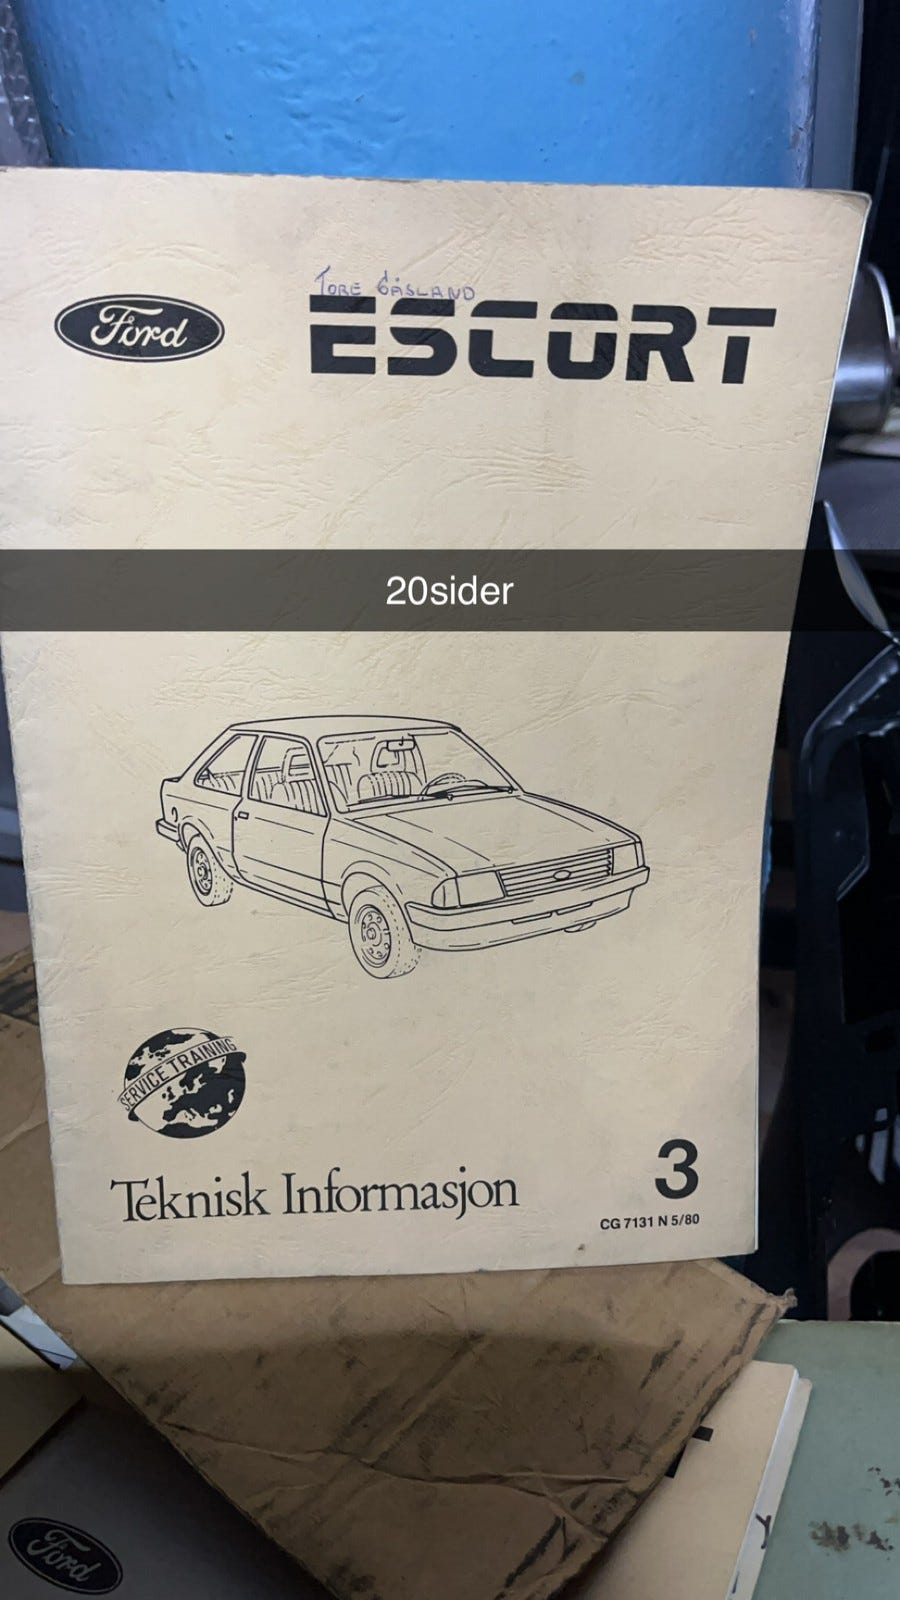 TORE GÅSLAND
Ford
ESCORT
20sider
SERVICE TRAINING
Teknisk Informasjon
3
CG 7131 N 5/80
Ford